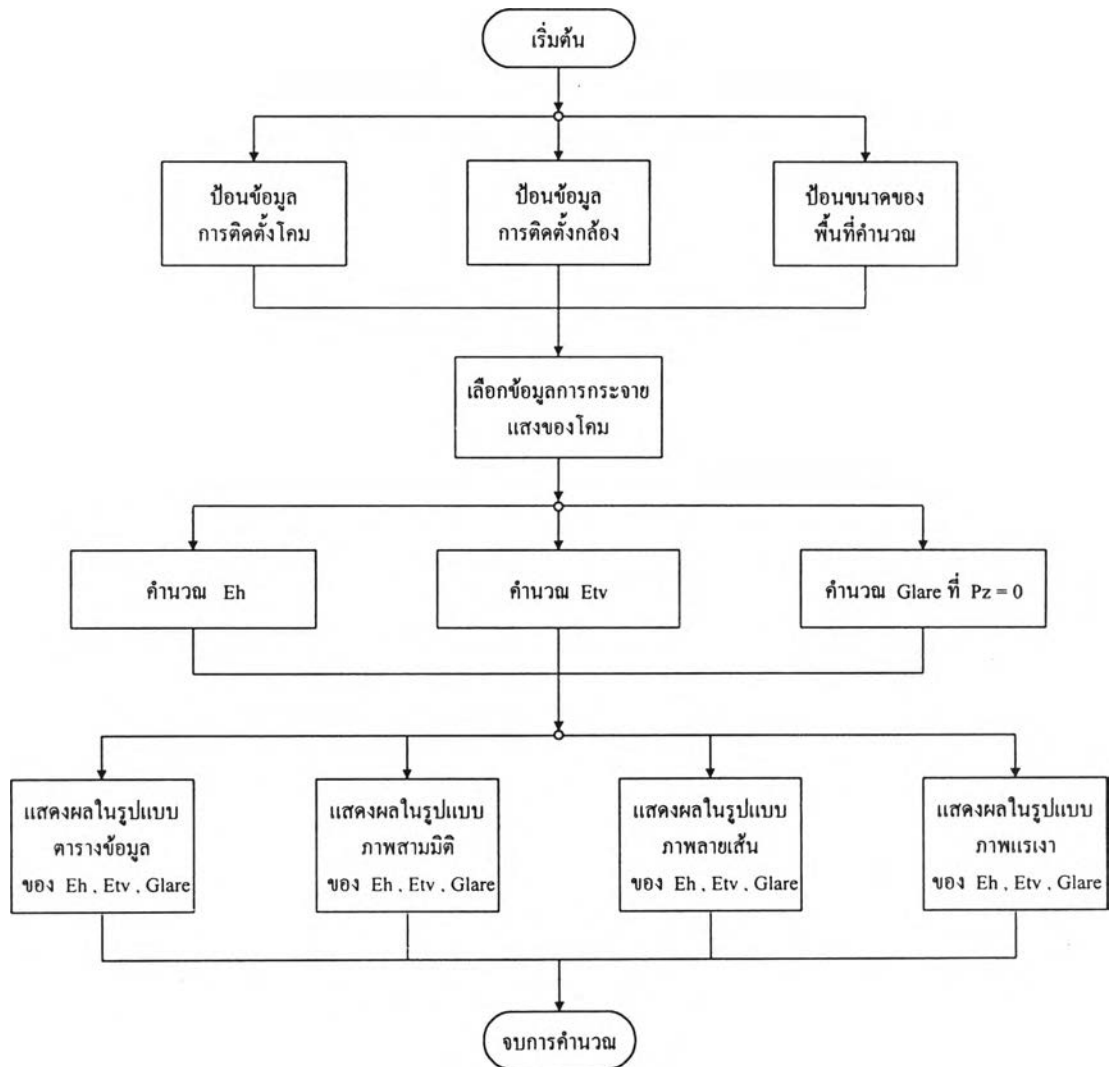 เริ่มต้น
ป้อนข้อมูล
การติดตั้งโคม
ป้อนข้อมูล
การติดตั้งกล้อง
ป้อนขนาดของ
พื้นที่คำนวณ
เลือกข้อมูลการกระจาย
แสงของโคม
คำนวณ Eh
คำนวณ Etv
คำนวณ Glare ที่ Pz = 0
แสดงผลในรูปแบบ
ตารางข้อมูล
ของ Eh , Etv , Glare
แสดงผลในรูปแบบ
ภาพสามมิติ
ของ Eh , Etv , Glare
แสดงผลในรูปแบบ
ภาพลายเส้น
ของ Eh , Etv , Glare
แสดงผลในรูปแบบ
ภาพแรเงา
ของ Eh , Etv , Glare
จบการคำนวณ